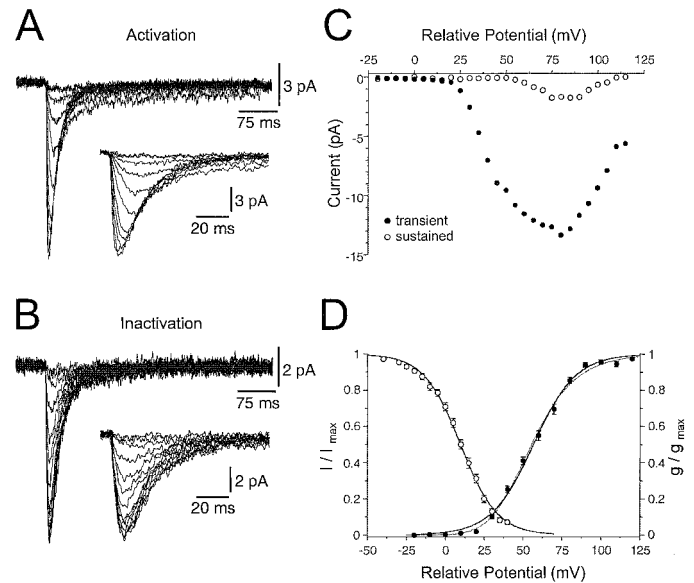 A
Activation
3 pA
75 ms
3 pA
20 ms
B
Inactivation
2 pA
75 ms
2 pA
20 ms
C
Relative Potential (mV)
-25 0 25 50 75 100 125
0
-5
-10
-15
Current (pA)
transient
sustained
D
1
0.8
0.6
0.4
0.2
0
I / Imax
1
0.8
0.6
0.4
0.2
0
g / gmax
-50 -25 0 25 50 75 100 125
Relative Potential (mV)